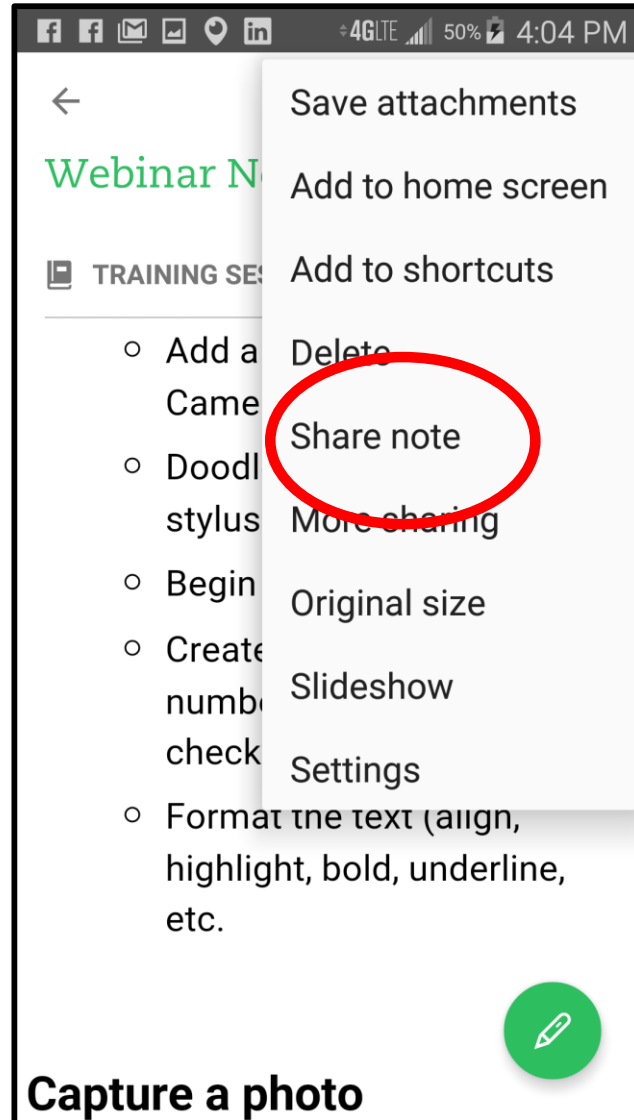 4GLTE 50% 4:04 PM
Save attachments
Webinar N
Add to home screen
TRAINING SES
Add to shortcuts
Add a
Delete
Came
Share note
Doodl
stylus
More sharing
Begin
Original size
Create
numbe
Slideshow
check
Settings
Format the text (align,
highlight, bold, underline,
etc.
Capture a photo